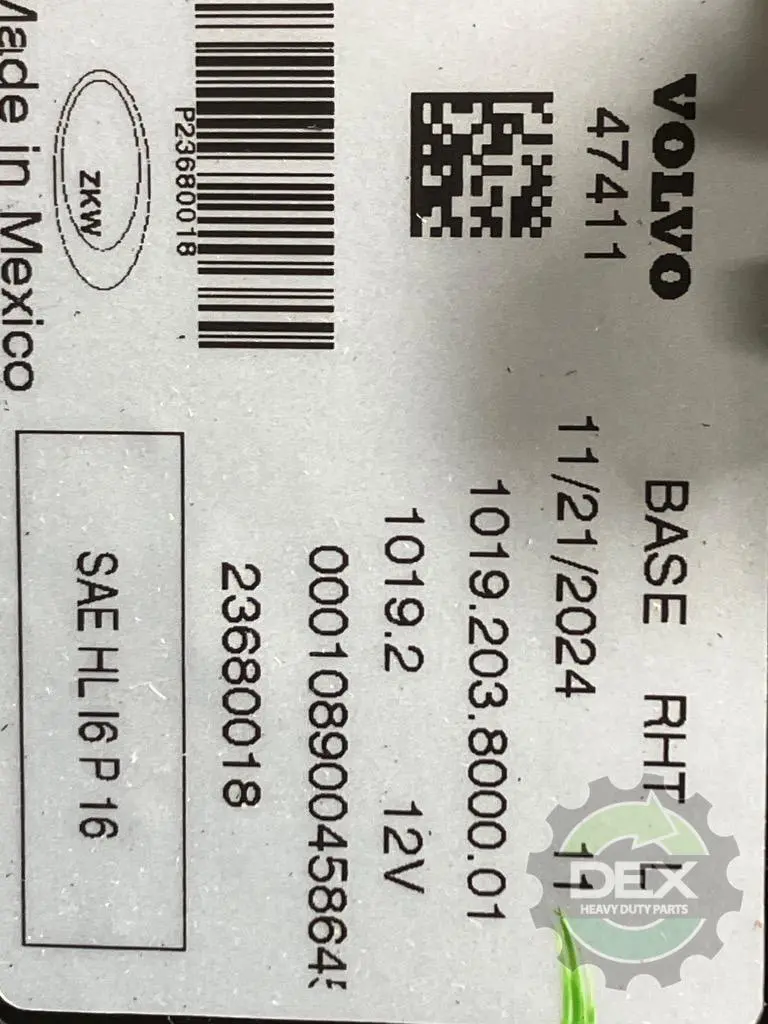 VOLVO BASE RHT L
47411 11/21/2024 11
1019.203.8000.01
1019.2 12V
00010890045864
23680018
P23680018
ZKW
SAE HL I6 P 16
Made in Mexico
DEX
HEAVY DUTY PARTS